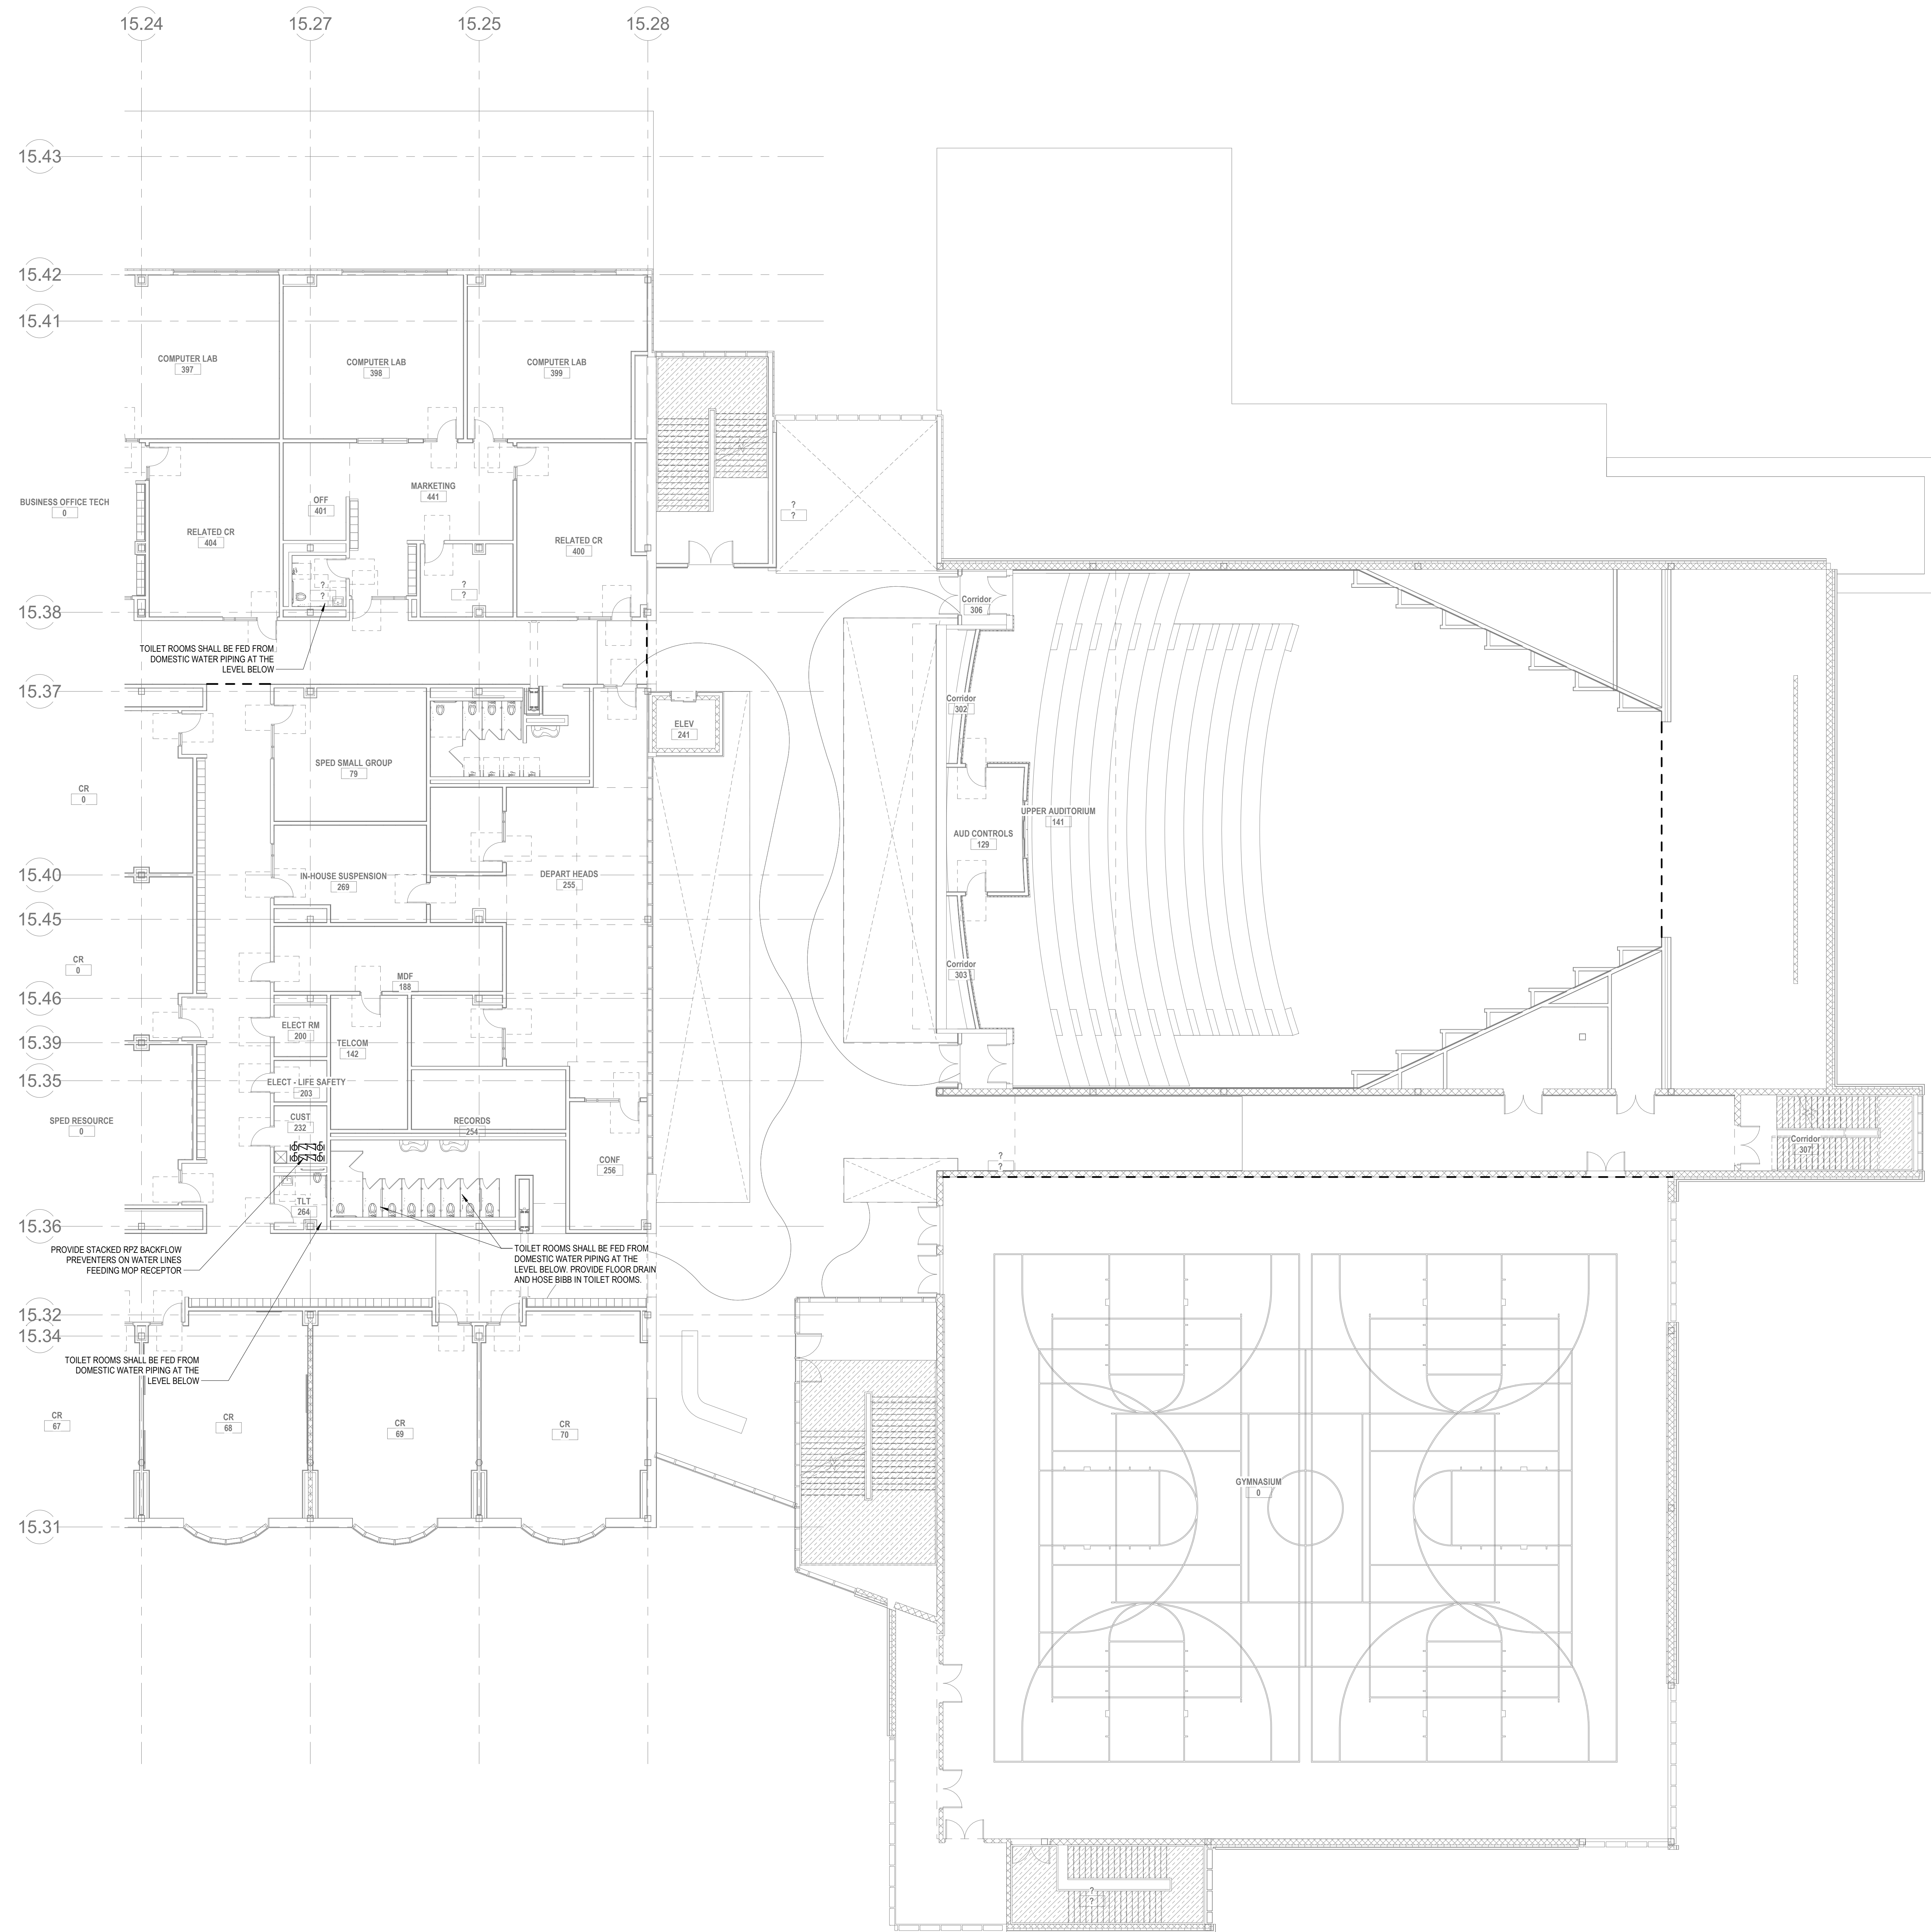 15.24
15.27
15.25
15.28
15.43
15.42
15.41
COMPUTER LAB
397
COMPUTER LAB
398
COMPUTER LAB
399
BUSINESS OFFICE TECH
0
OFF
401
MARKETING
441
RELATED CR
404
RELATED CR
400
?
?
?
?
?
?
15.38
Corridor
306
TOILET ROOMS SHALL BE FED FROM
DOMESTIC WATER PIPING AT THE
LEVEL BELOW
15.37
Corridor
302
ELEV
241
SPED SMALL GROUP
79
CR
0
UPPER AUDITORIUM
141
AUD CONTROLS
129
15.40
IN-HOUSE SUSPENSION
269
DEPART HEADS
255
15.45
CR
0
Corridor
303
MDF
188
15.46
ELECT RM
200
15.39
TELCOM
142
15.35
ELECT - LIFE SAFETY
203
SPED RESOURCE
0
CUST
232
RECORDS
254
Corridor
307
CONF
256
?
?
TLT
264
15.36
PROVIDE STACKED RPZ BACKFLOW
PREVENTERS ON WATER LINES
FEEDING MOP RECEPTOR
TOILET ROOMS SHALL BE FED FROM
DOMESTIC WATER PIPING AT THE
LEVEL BELOW. PROVIDE FLOOR DRAIN
AND HOSE BIBB IN TOILET ROOMS.
15.32
15.34
TOILET ROOMS SHALL BE FED FROM
DOMESTIC WATER PIPING AT THE
LEVEL BELOW
CR
67
CR
68
CR
69
CR
70
GYMNASIUM
0
15.31
?
?